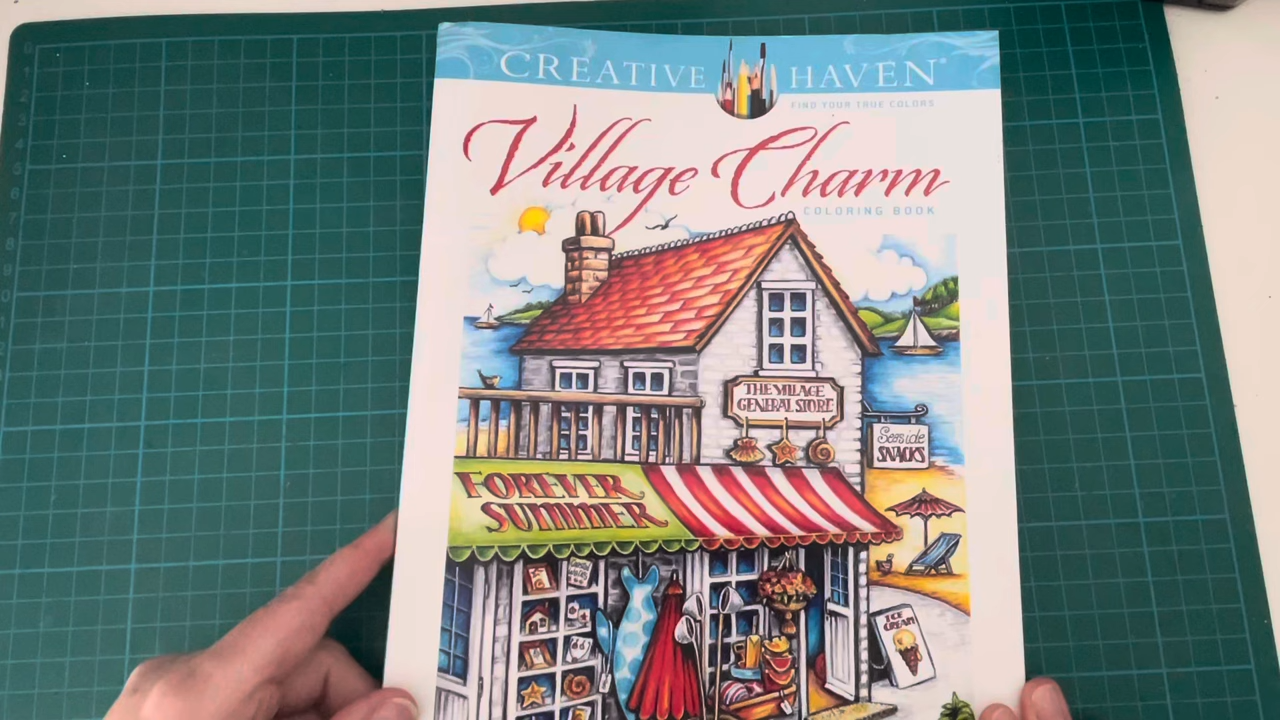 CREATIVE HAVEN®
FIND YOUR TRUE COLORS
Village Charm
COLORING BOOK
THE VILLAGE
GENERAL STORE
Seaside
SNACKS
FOREVER
SUMMER
ICE
CREAM